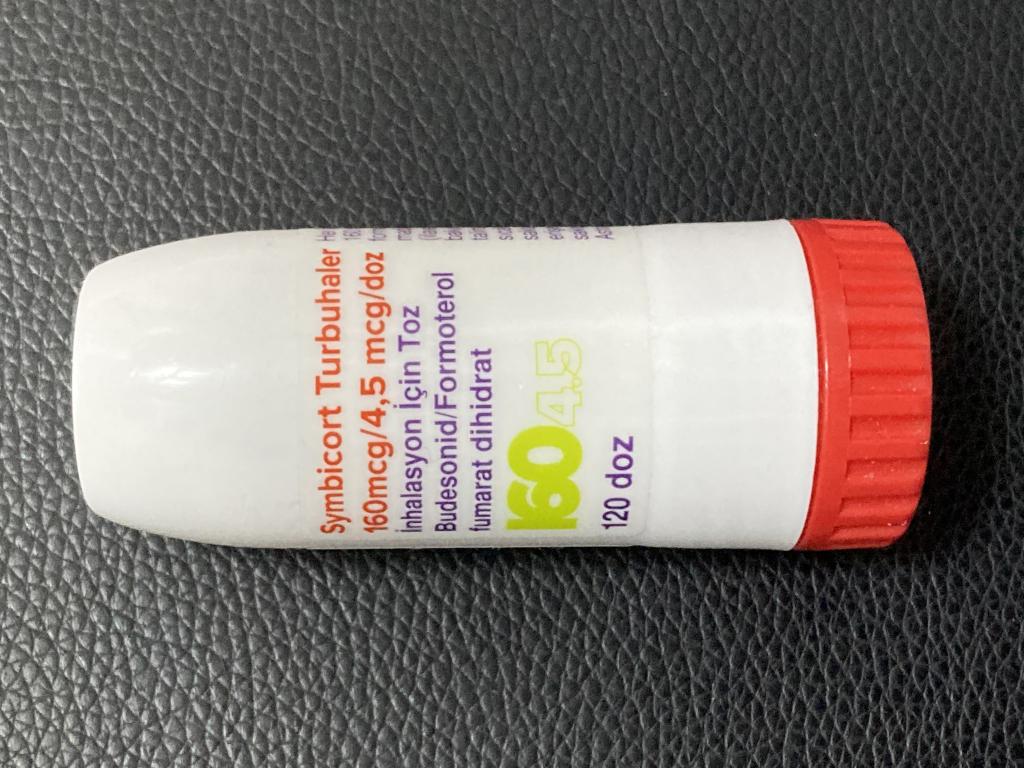 Symbicort Turbuhaler
160mcg/4,5 mcg/doz
İnhalasyon İçin Toz
Budesonid/Formoterol
fumarat dihidrat
160 4.5
120 doz